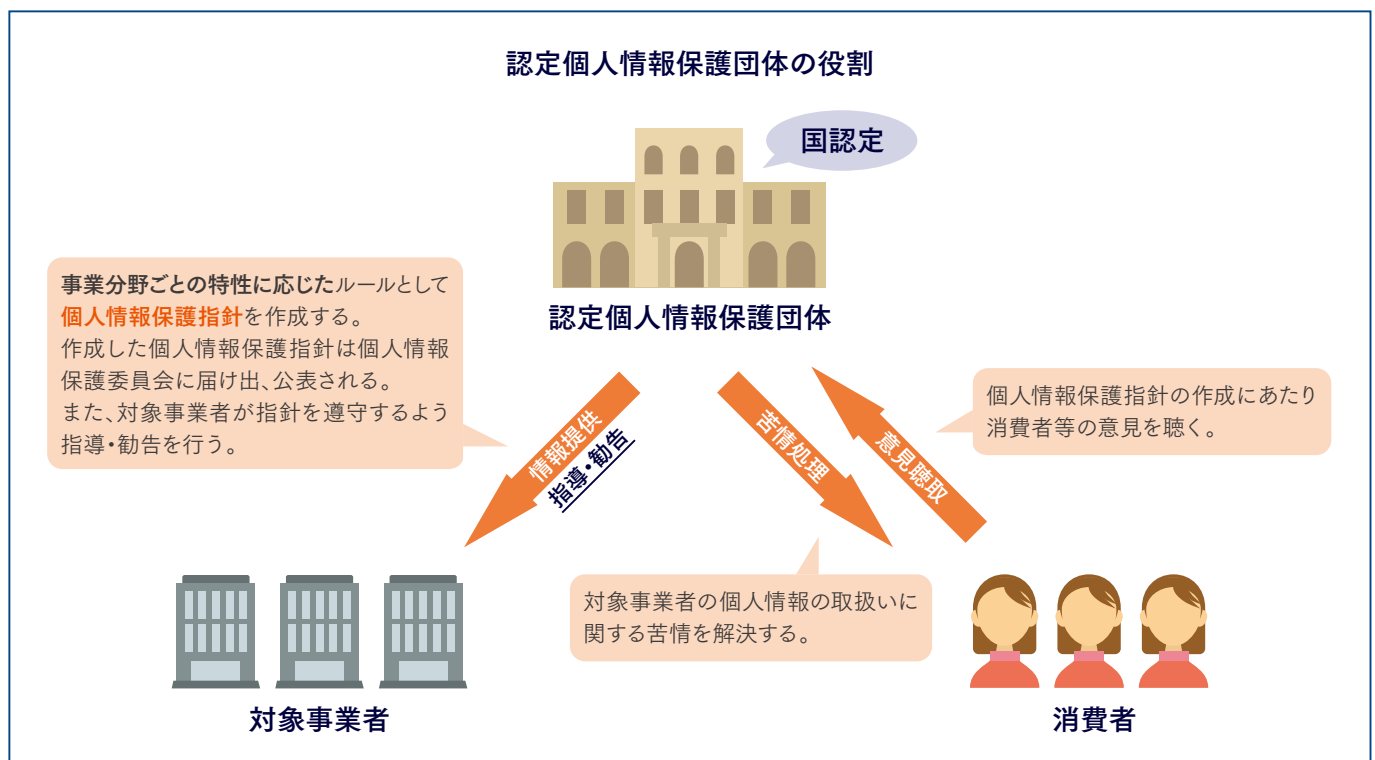 認定個人情報保護団体の役割
国認定
認定個人情報保護団体
事業分野ごとの特性に応じたルールとして
個人情報保護指針を作成する。
作成した個人情報保護指針は個人情報
保護委員会に届け出、公表される。
また、対象事業者が指針を遵守するよう
指導・勧告を行う。
情報提供
指導・勧告
苦情処理
意見聴取
個人情報保護指針の作成にあたり
消費者等の意見を聴く。
対象事業者の個人情報の取扱いに
関する苦情を解決する。
対象事業者
消費者